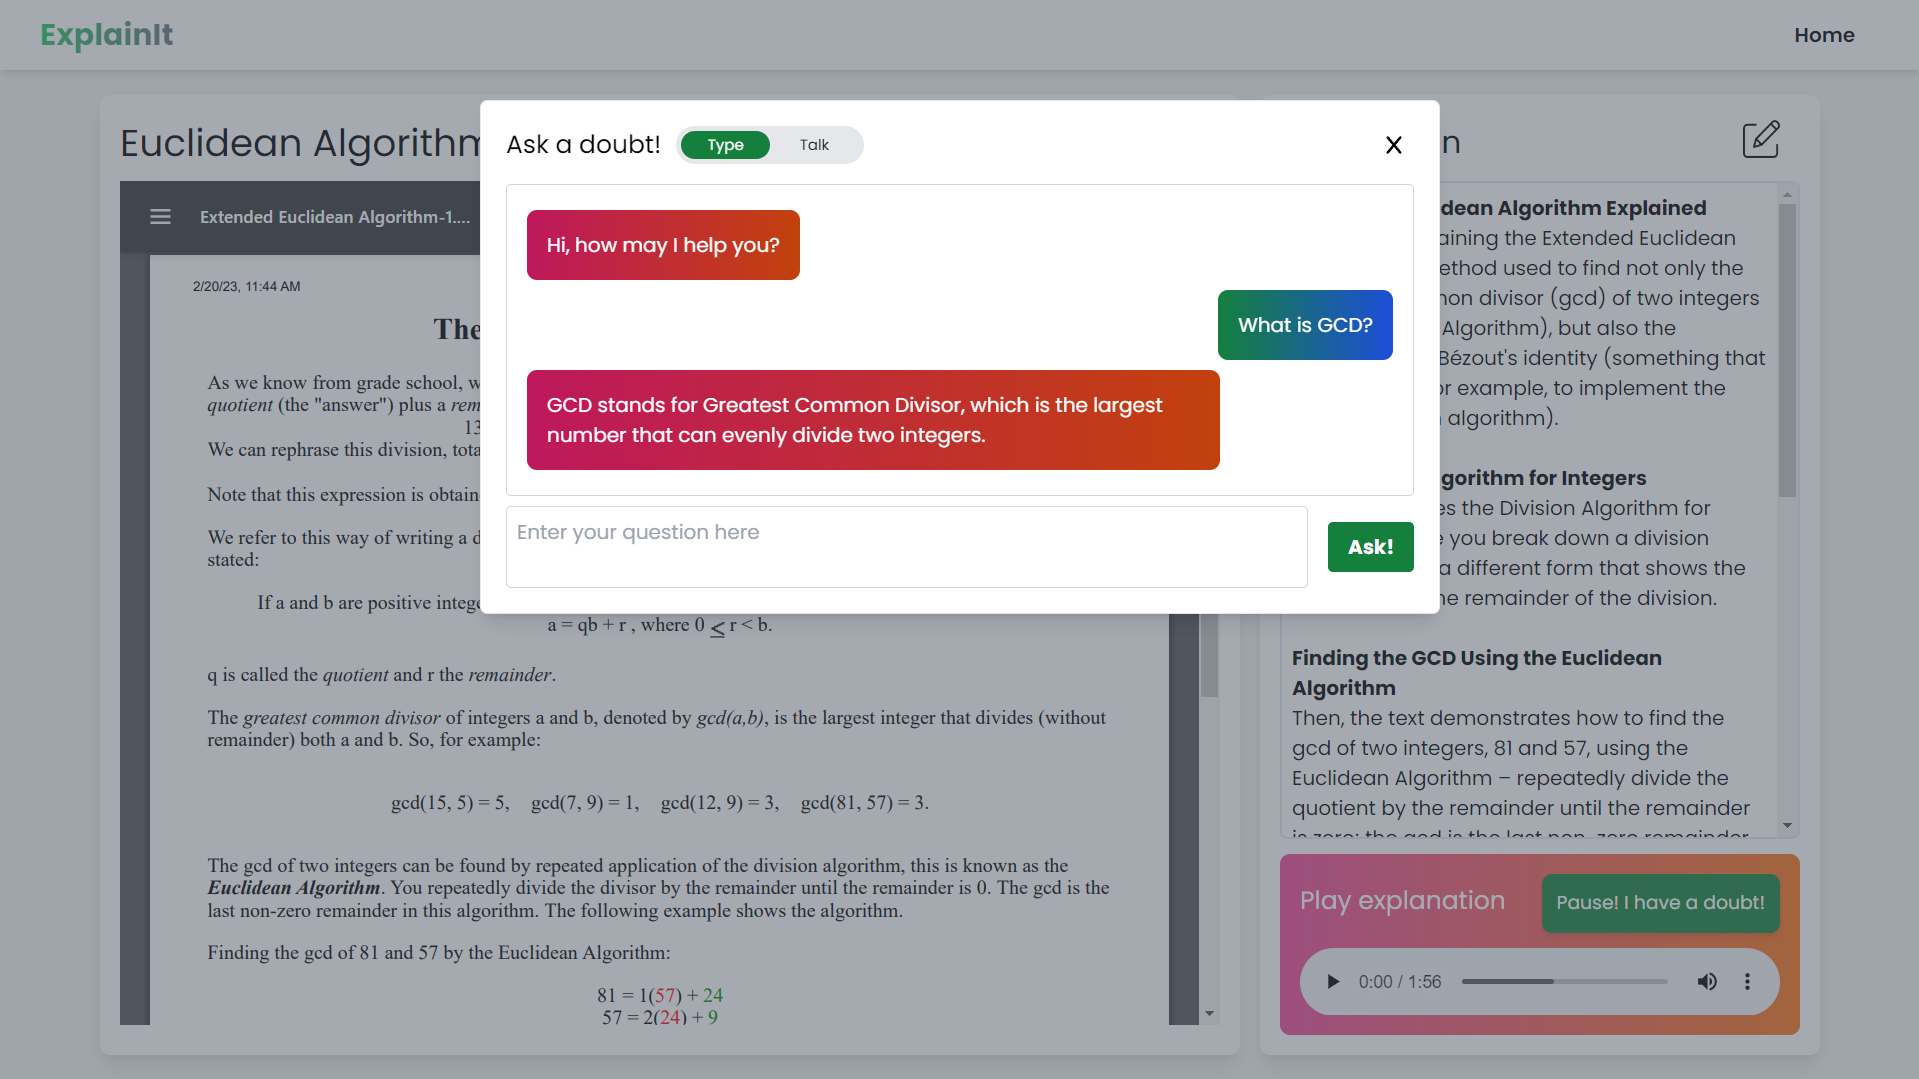 ExplainIt
Home
Euclidean Algorithm
Extended Euclidean Algorithm-1....
2/20/23, 11:44 AM
The
As we know from grade school, w
quotient (the "answer") plus a rem
13
We can rephrase this division, tota
Note that this expression is obtain
We refer to this way of writing a d
stated:
If a and b are positive intege
a = qb + r , where 0 ≤ r < b.
q is called the quotient and r the remainder.
The greatest common divisor of integers a and b, denoted by gcd(a,b), is the largest integer that divides (without
remainder) both a and b. So, for example:
gcd(15, 5) = 5, gcd(7, 9) = 1, gcd(12, 9) = 3, gcd(81, 57) = 3.
The gcd of two integers can be found by repeated application of the division algorithm, this is known as the
Euclidean Algorithm. You repeatedly divide the divisor by the remainder until the remainder is 0. The gcd is the
last non-zero remainder in this algorithm. The following example shows the algorithm.
Finding the gcd of 81 and 57 by the Euclidean Algorithm:
81 = 1(57) + 24
57 = 2(24) + 9
Ask a doubt!
Type
Talk
X
Hi, how may I help you?
What is GCD?
GCD stands for Greatest Common Divisor, which is the largest
number that can evenly divide two integers.
Enter your question here
Ask!
n
dean Algorithm Explained
aining the Extended Euclidean
ethod used to find not only the
non divisor (gcd) of two integers
Algorithm), but also the
Bézout's identity (something that
or example, to implement the
algorithm).
gorithm for Integers
es the Division Algorithm for
e you break down a division
a different form that shows the
he remainder of the division.
Finding the GCD Using the Euclidean
Algorithm
Then, the text demonstrates how to find the
gcd of two integers, 81 and 57, using the
Euclidean Algorithm – repeatedly divide the
quotient by the remainder until the remainder
is zero; the gcd is the last non-zero remainder
Play explanation
Pause! I have a doubt!
0:00 / 1:56